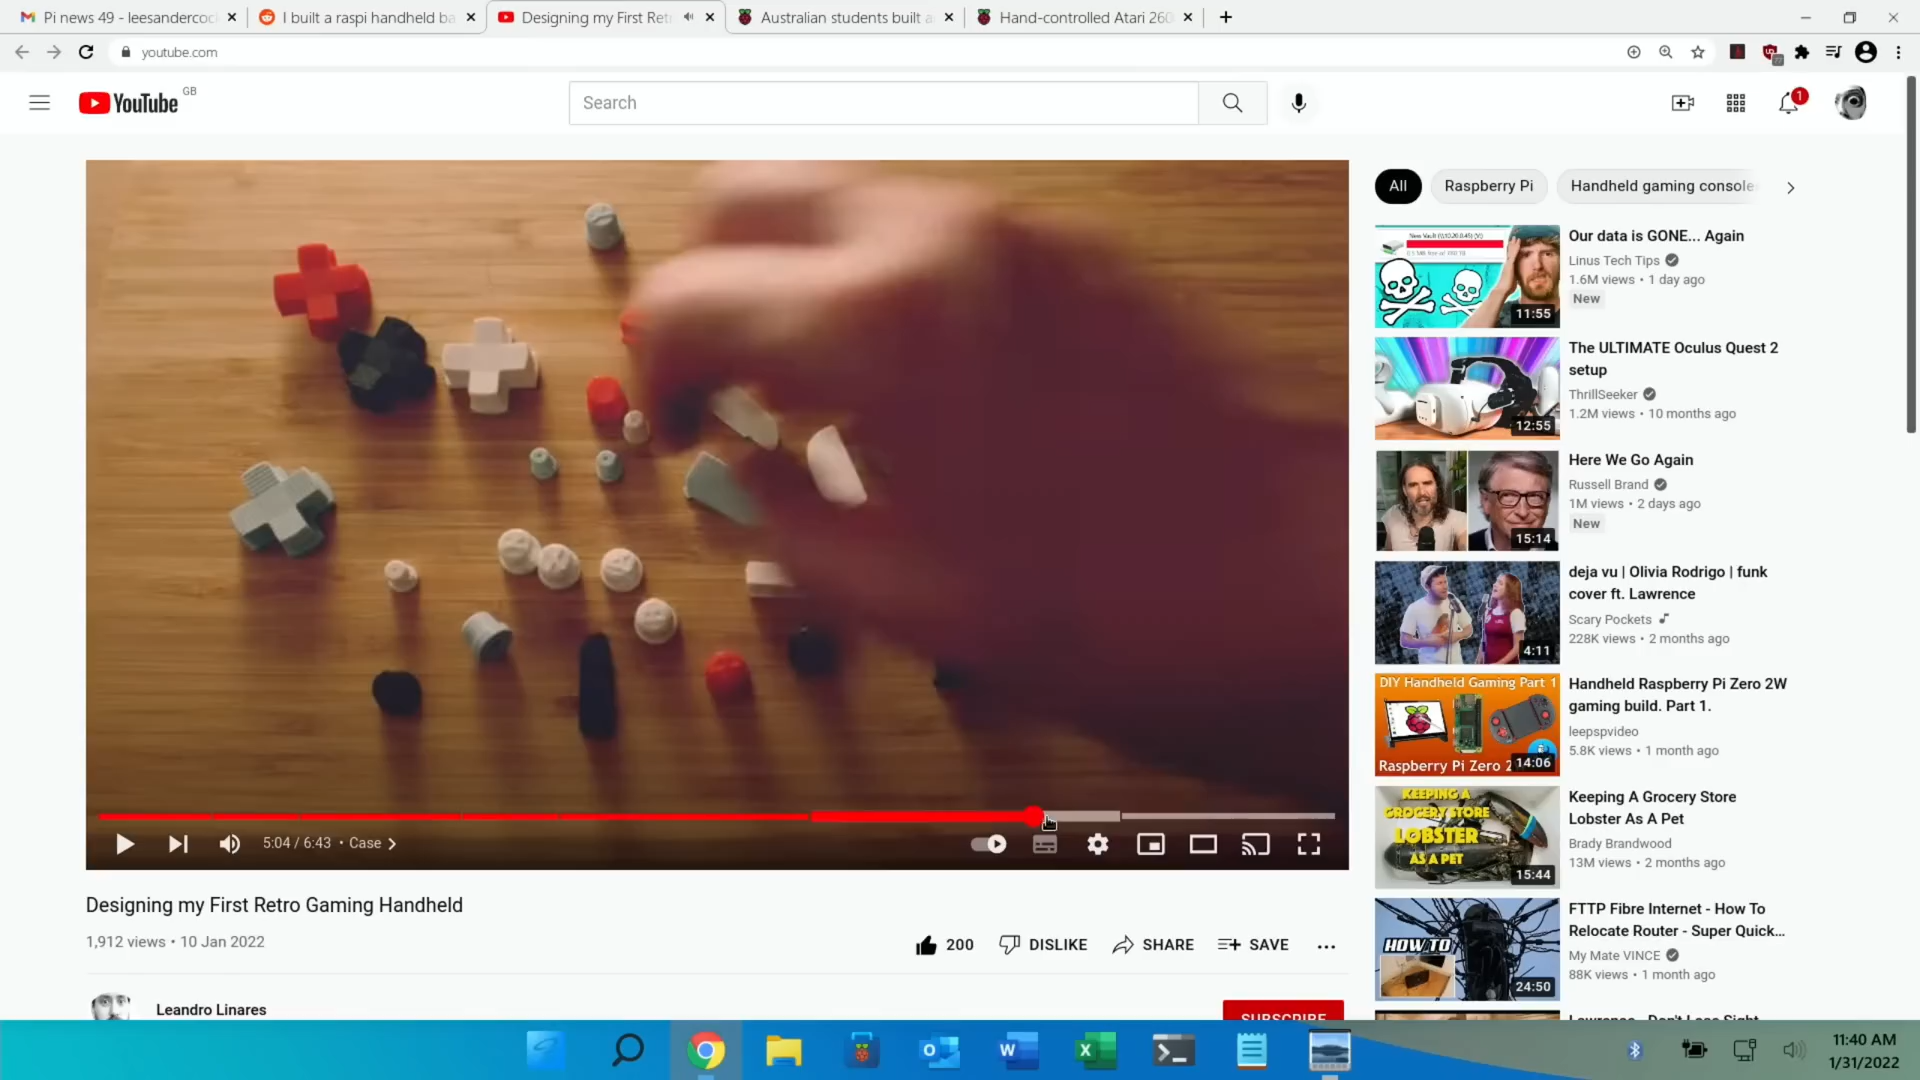 Pi news 49 - leesandercoc
I built a raspi handheld ba
Designing my First Retr
Australian students built a
Hand-controlled Atari 260
youtube.com
YouTube GB
Search
1
All
Raspberry Pi
Handheld gaming console
Our data is GONE... Again
Linus Tech Tips
1.6M views • 1 day ago
New
11:55
The ULTIMATE Oculus Quest 2
setup
ThrillSeeker
1.2M views • 10 months ago
12:55
Here We Go Again
Russell Brand
1M views • 2 days ago
New
15:14
deja vu | Olivia Rodrigo | funk
cover ft. Lawrence
Scary Pockets
228K views • 2 months ago
4:11
DIY Handheld Gaming Part 1
Raspberry Pi Zero 2
14:06
Handheld Raspberry Pi Zero 2W
gaming build. Part 1.
leepspvideo
5.8K views • 1 month ago
KEEPING A
GROCERY STORE
LOBSTER
AS A PET
15:44
Keeping A Grocery Store
Lobster As A Pet
Brady Brandwood
13M views • 2 months ago
HOW TO
24:50
FTTP Fibre Internet - How To
Relocate Router - Super Quick...
My Mate VINCE
88K views • 1 month ago
5:04 / 6:43 • Case
Designing my First Retro Gaming Handheld
1,912 views • 10 Jan 2022
200
DISLIKE
SHARE
SAVE
Leandro Linares
SUBSCRIBE
11:40 AM
1/31/2022